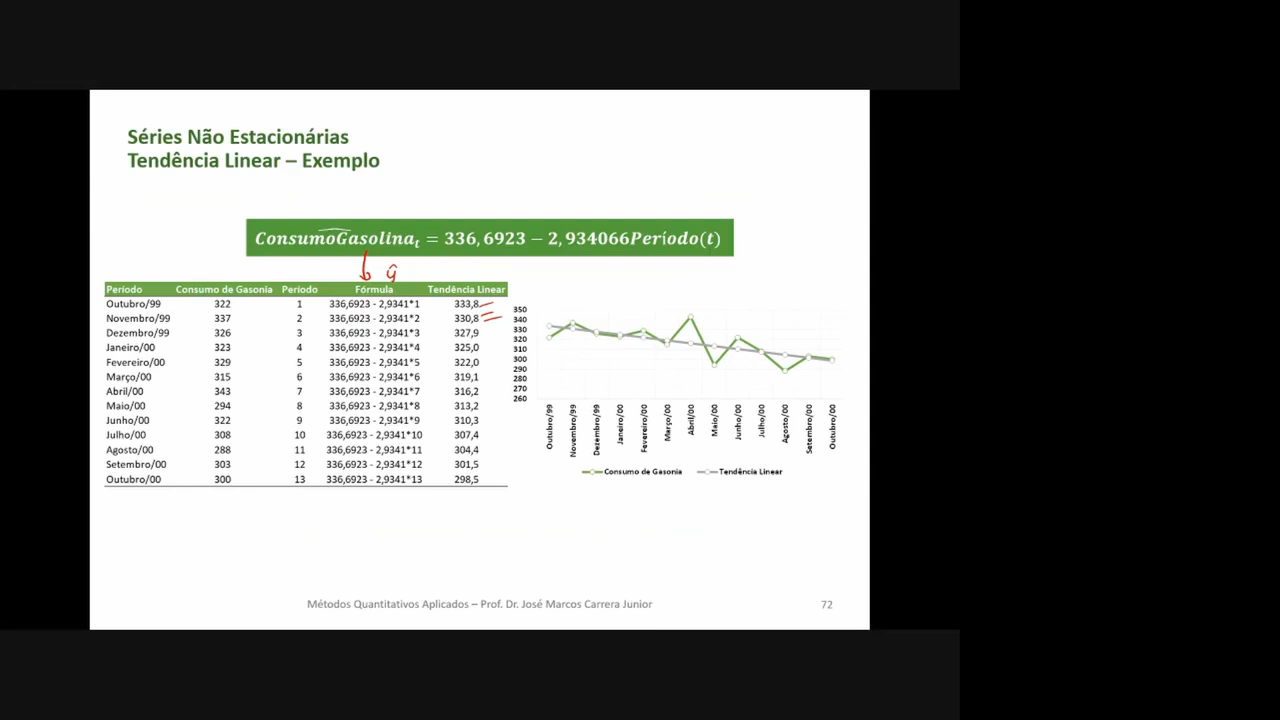 Séries Não Estacionárias
Tendência Linear – Exemplo
ConsumoGasolinaₜ = 336,6923 − 2,934066Período(t)
ŷ
Período Consumo de Gasonia Período Fórmula Tendência Linear
Outubro/99 322 1 336,6923 - 2,9341*1 333,8
Novembro/99 337 2 336,6923 - 2,9341*2 330,8
Dezembro/99 326 3 336,6923 - 2,9341*3 327,9
Janeiro/00 323 4 336,6923 - 2,9341*4 325,0
Fevereiro/00 329 5 336,6923 - 2,9341*5 322,0
Março/00 315 6 336,6923 - 2,9341*6 319,1
Abril/00 343 7 336,6923 - 2,9341*7 316,2
Maio/00 294 8 336,6923 - 2,9341*8 313,2
Junho/00 322 9 336,6923 - 2,9341*9 310,3
Julho/00 308 10 336,6923 - 2,9341*10 307,4
Agosto/00 288 11 336,6923 - 2,9341*11 304,4
Setembro/00 303 12 336,6923 - 2,9341*12 301,5
Outubro/00 300 13 336,6923 - 2,9341*13 298,5
350
340
330
320
310
300
290
280
270
260
Outubro/99
Novembro/99
Dezembro/99
Janeiro/00
Fevereiro/00
Março/00
Abril/00
Maio/00
Junho/00
Julho/00
Agosto/00
Setembro/00
Outubro/00
Consumo de Gasonia Tendência Linear
Métodos Quantitativos Aplicados – Prof. Dr. José Marcos Carrera Junior
72